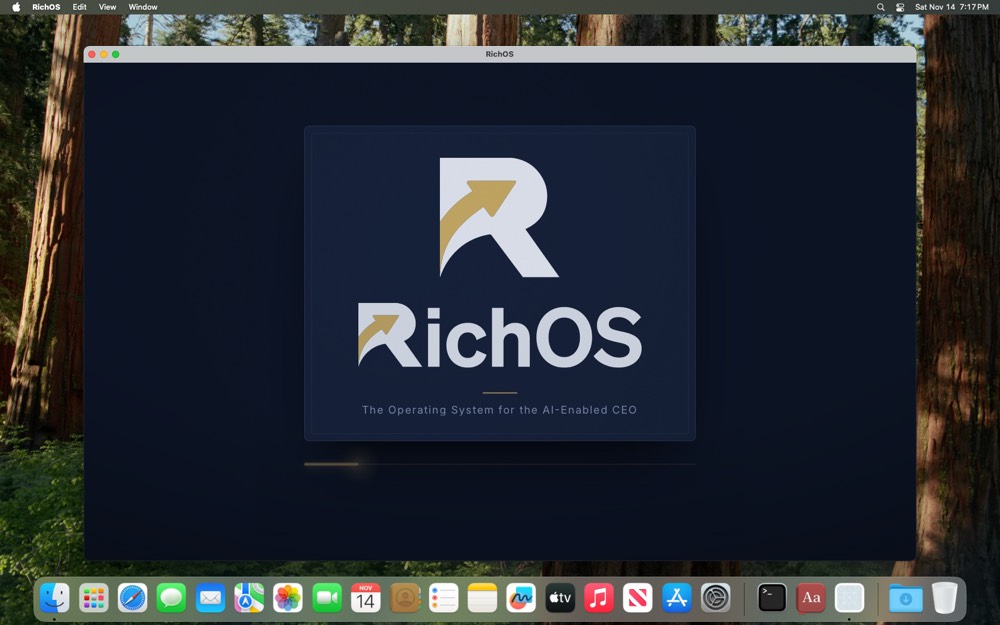 RichOS Edit View Window
Sat Nov 14 7:17 PM
RichOS
R
RichOS
The Operating System for the AI-Enabled CEO
NOV
14
tv
>_
Aa